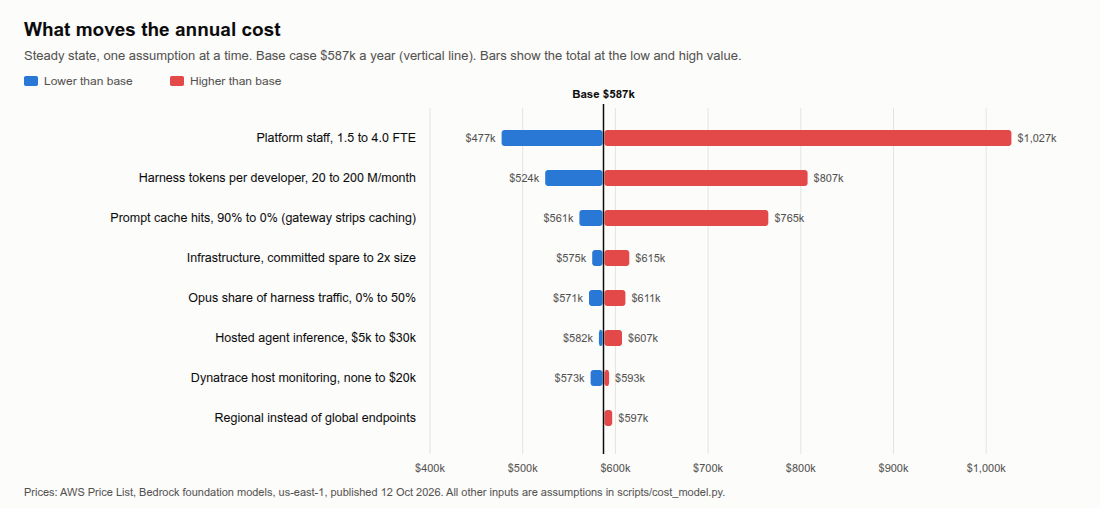 What moves the annual cost
Steady state, one assumption at a time. Base case $587k a year (vertical line). Bars show the total at the low and high value.
Lower than base Higher than base
Base $587k
Platform staff, 1.5 to 4.0 FTE $477k $1,027k
Harness tokens per developer, 20 to 200 M/month $524k $807k
Prompt cache hits, 90% to 0% (gateway strips caching) $561k $765k
Infrastructure, committed spare to 2x size $575k $615k
Opus share of harness traffic, 0% to 50% $571k $611k
Hosted agent inference, $5k to $30k $582k $607k
Dynatrace host monitoring, none to $20k $573k $593k
Regional instead of global endpoints $597k
$400k $500k $600k $700k $800k $900k $1,000k
Prices: AWS Price List, Bedrock foundation models, us-east-1, published 12 Oct 2026. All other inputs are assumptions in scripts/cost_model.py.